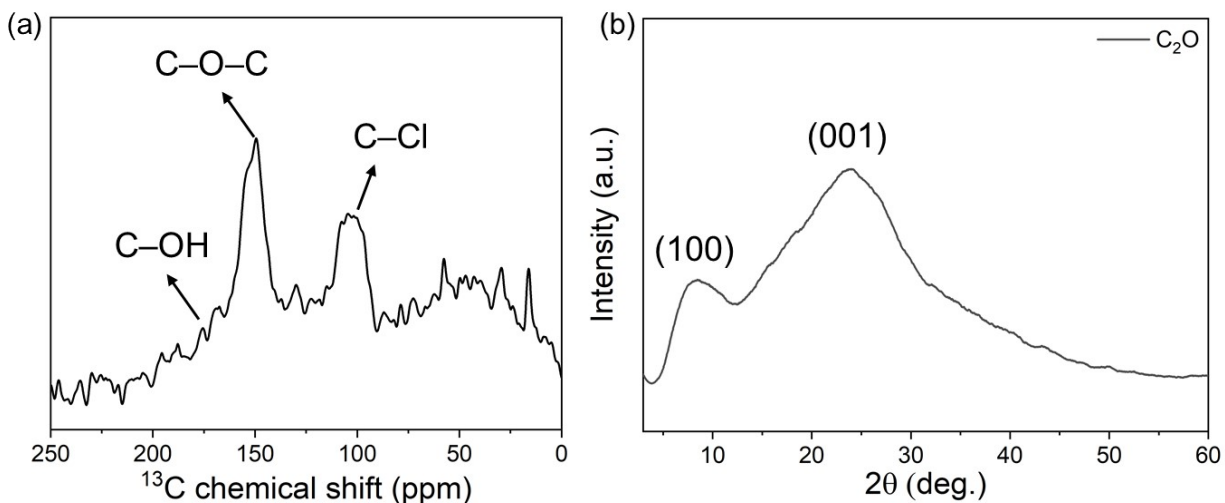 (a)
C–O–C
C–Cl
C–OH
250 200 150 100 50 0
¹³C chemical shift (ppm)
(b)
C₂O
(001)
(100)
Intensity (a.u.)
10 20 30 40 50 60
2θ (deg.)